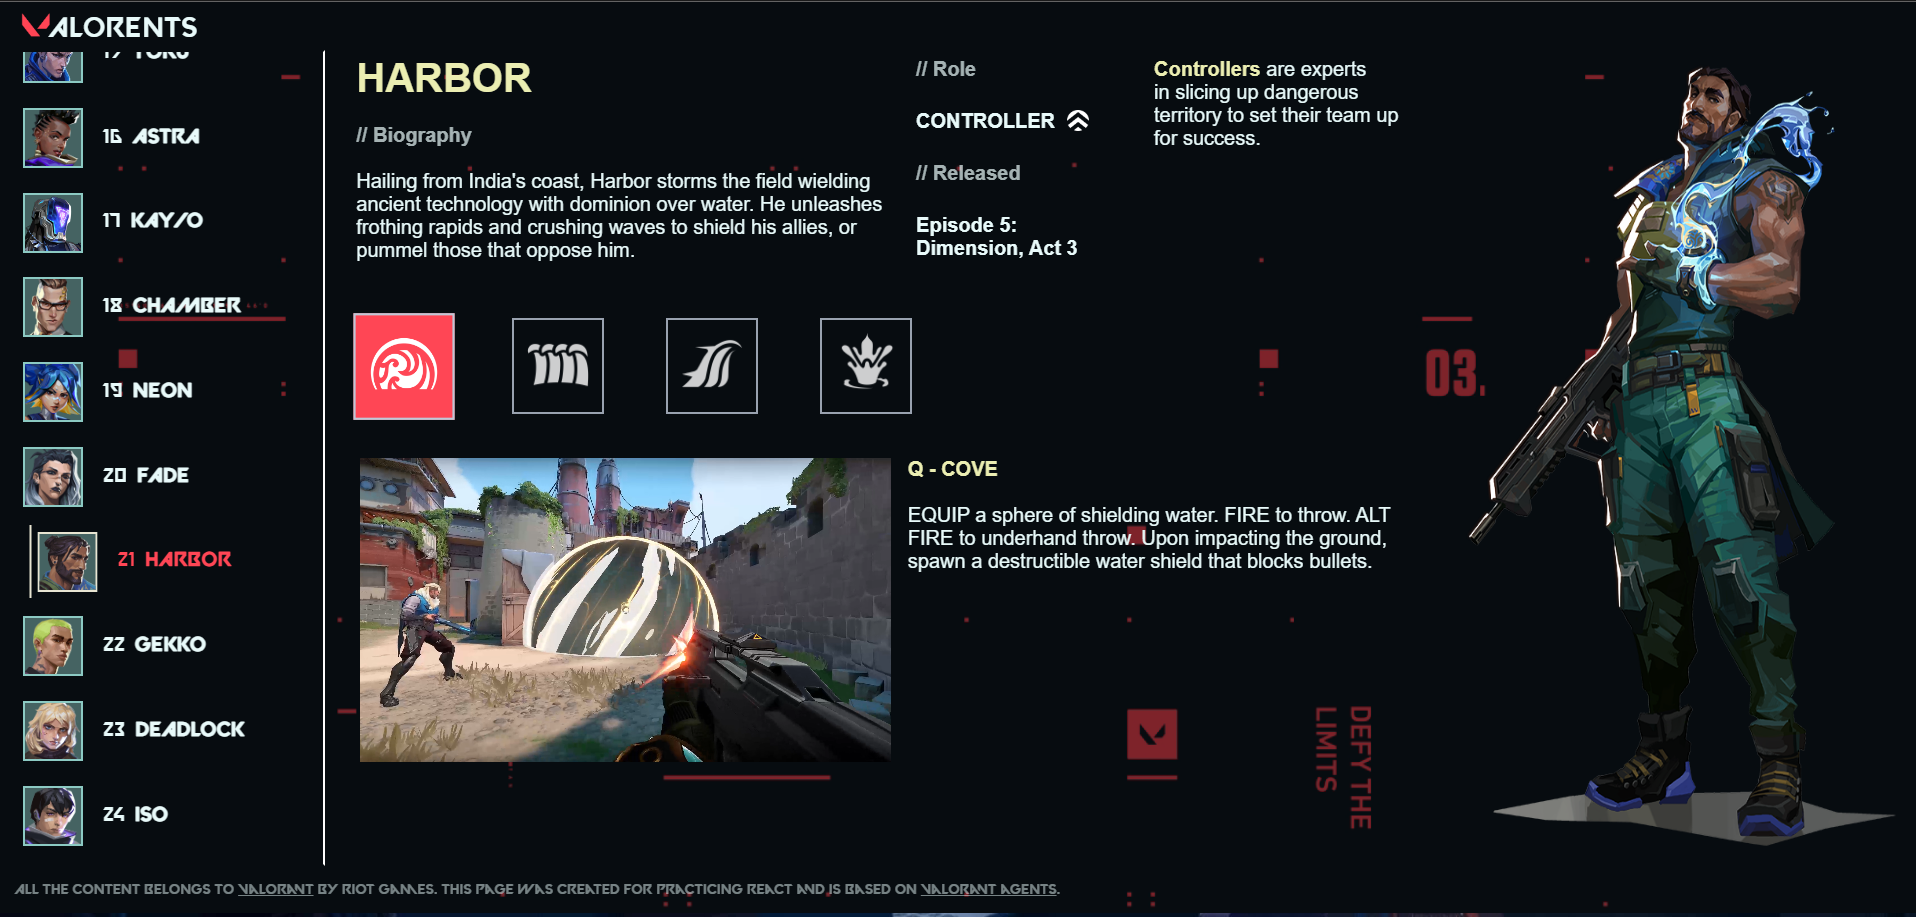 VALORENTS
YORU
16 ASTRA
17 KAY/O
18 CHAMBER
19 NEON
20 FADE
21 HARBOR
22 GEKKO
23 DEADLOCK
24 ISO
HARBOR
// Biography
Hailing from India's coast, Harbor storms the field wielding
ancient technology with dominion over water. He unleashes
frothing rapids and crushing waves to shield his allies, or
pummel those that oppose him.
// Role
CONTROLLER
// Released
Episode 5:
Dimension, Act 3
Controllers are experts
in slicing up dangerous
territory to set their team up
for success.
03.
Q - COVE
EQUIP a sphere of shielding water. FIRE to throw. ALT
FIRE to underhand throw. Upon impacting the ground,
spawn a destructible water shield that blocks bullets.
DEFY THE
LIMITS
ALL THE CONTENT BELONGS TO VALORANT BY RIOT GAMES. THIS PAGE WAS CREATED FOR PRACTICING REACT AND IS BASED ON VALORANT AGENTS.